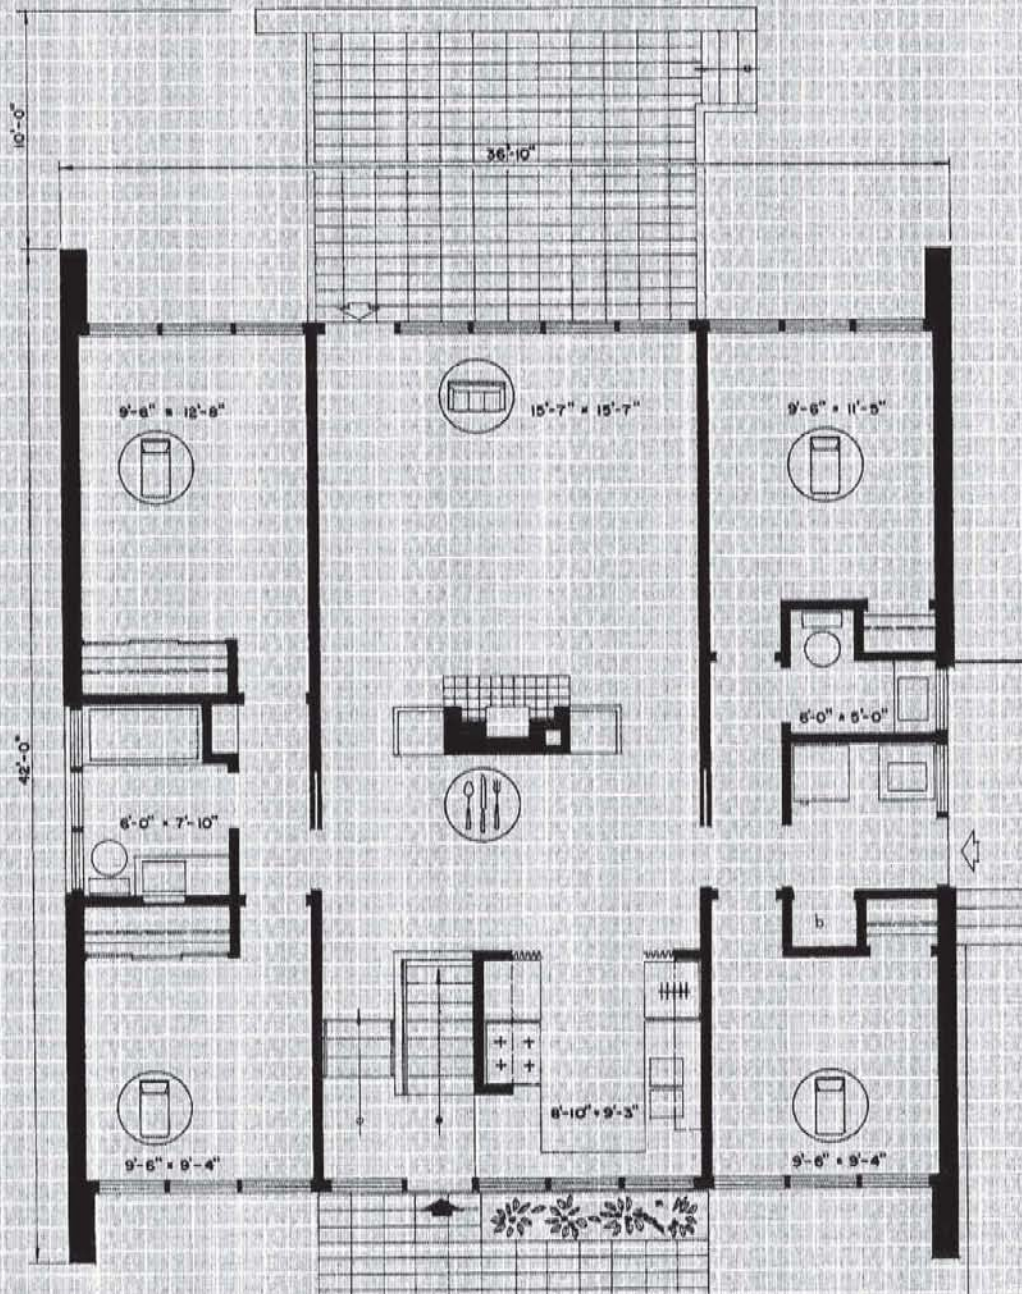 10'-0"
36'-10"
9'-6" x 12'-8"
15'-7" x 15'-7"
9'-6" x 11'-5"
6'-0" x 5'-0"
42'-0"
6'-0" x 7'-10"
b
8'-10" x 9'-3"
9'-6" x 9'-4"
9'-6" x 9'-4"